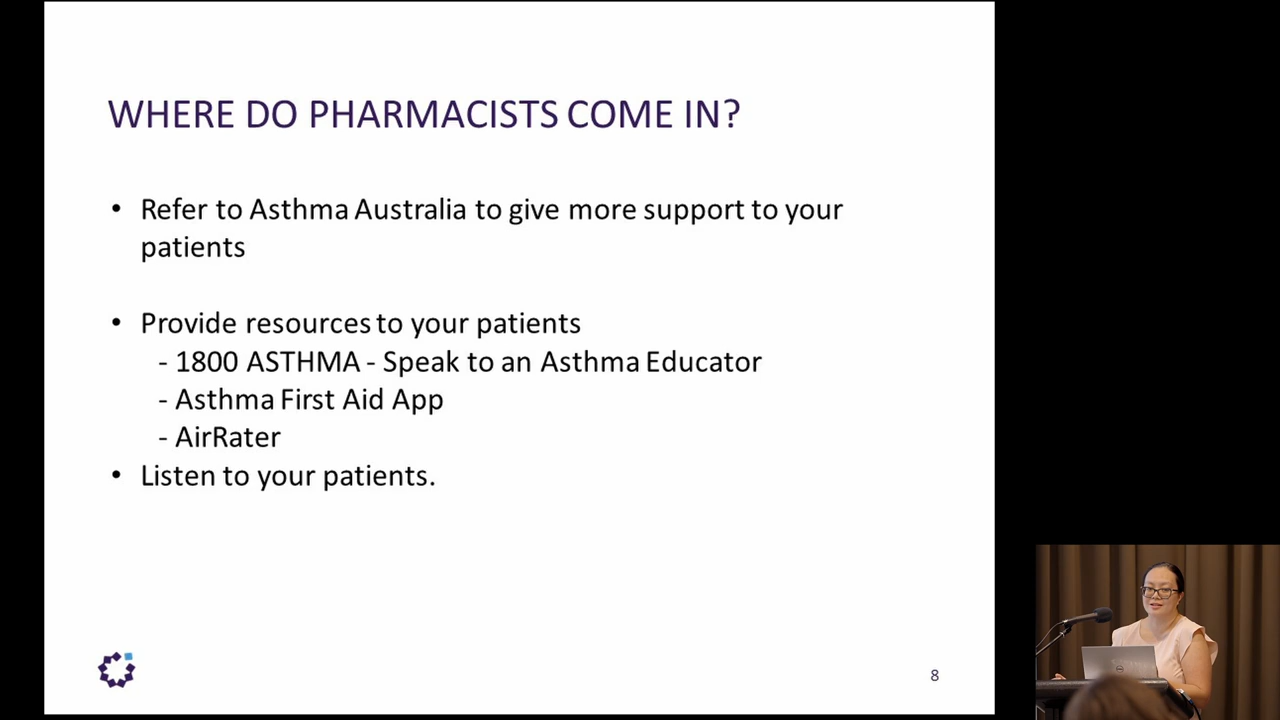 WHERE DO PHARMACISTS COME IN?
• Refer to Asthma Australia to give more support to your
patients
• Provide resources to your patients
- 1800 ASTHMA - Speak to an Asthma Educator
- Asthma First Aid App
- AirRater
• Listen to your patients.
8